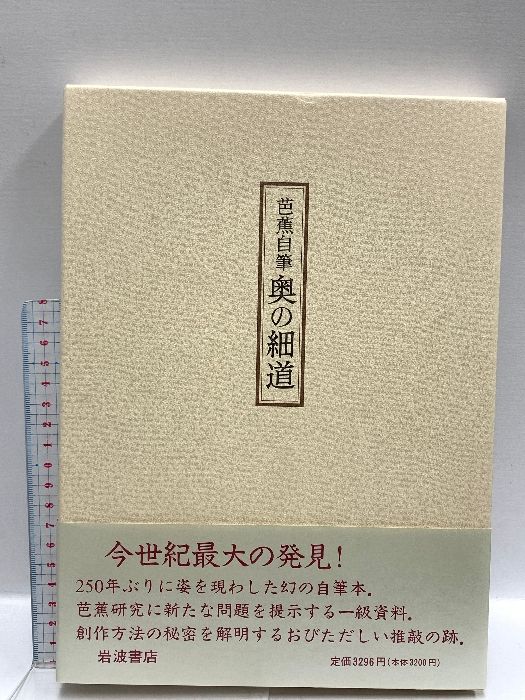 芭蕉自筆 奥の細道
今世紀最大の発見!
250年ぶりに姿を現わした幻の自筆本.
芭蕉研究に新たな問題を提示する一級資料.
創作方法の秘密を解明するおびただしい推敲の跡.
岩波書店 定価3296円(本体3200円)